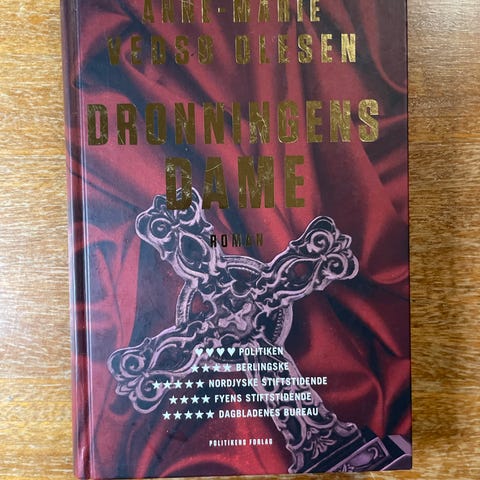 ANNE-MARIE
VEDSØ OLESEN
DRONNINGENS
DAME
ROMAN
♥♥♥♥ POLITIKEN
★★★★ BERLINGSKE
★★★★★ NORDJYSKE STIFTSTIDENDE
★★★★ FYENS STIFTSTIDENDE
★★★★★ DAGBLADENES BUREAU
POLITIKENS FORLAG